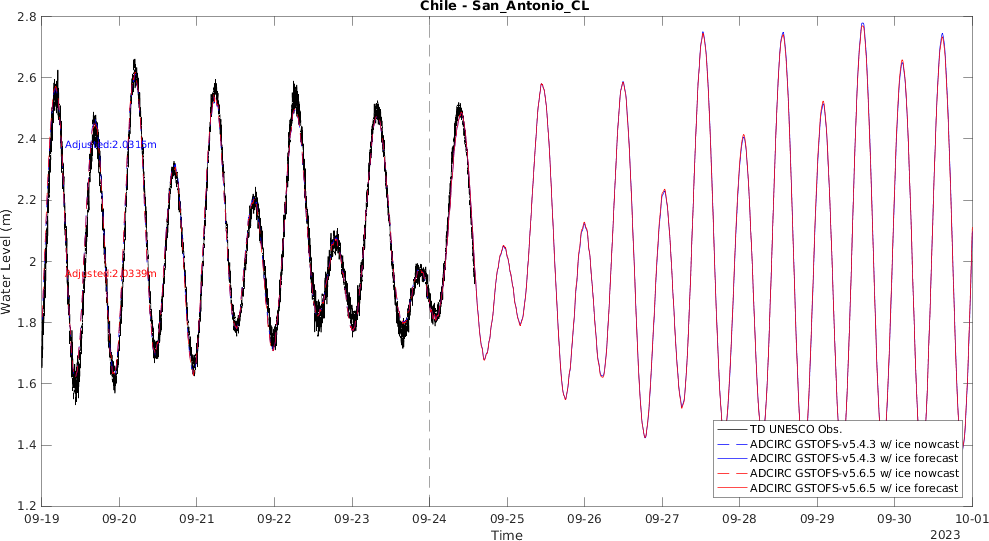 Chile - San_Antonio_CL
2.8
2.6
2.4
2.2
2
1.8
1.6
1.4
1.2
Water Level (m)
Adjusted:2.0316m
Adjusted:2.0339m
TD UNESCO Obs.
ADCIRC GSTOFS-v5.4.3 w/ ice nowcast
ADCIRC GSTOFS-v5.4.3 w/ ice forecast
ADCIRC GSTOFS-v5.6.5 w/ ice nowcast
ADCIRC GSTOFS-v5.6.5 w/ ice forecast
09-19 09-20 09-21 09-22 09-23 09-24 09-25 09-26 09-27 09-28 09-29 09-30 10-01
Time
2023